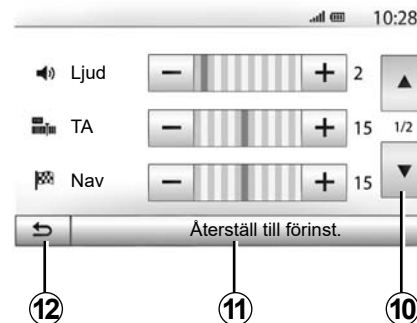 10:28
Ljud − + 2
TA − + 15 1/2
Nav − + 15
Återställ till förinst.
12 11 10